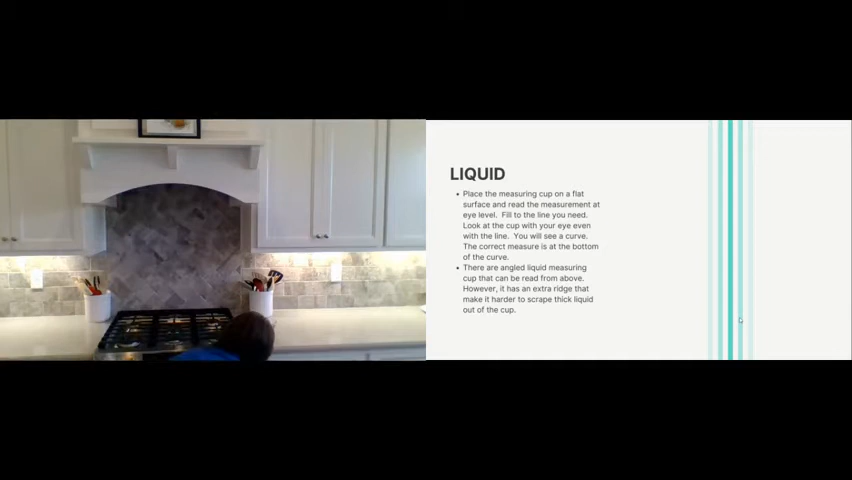 LIQUID
• Place the measuring cup on a flat
surface and read the measurement at
eye level.  Fill to the line you need.
Look at the cup with your eye even
with the line.  You will see a curve.
The correct measure is at the bottom
of the curve.
• There are angled liquid measuring
cup that can be read from above.
However, it has an extra ridge that
make it harder to scrape thick liquid
out of the cup.